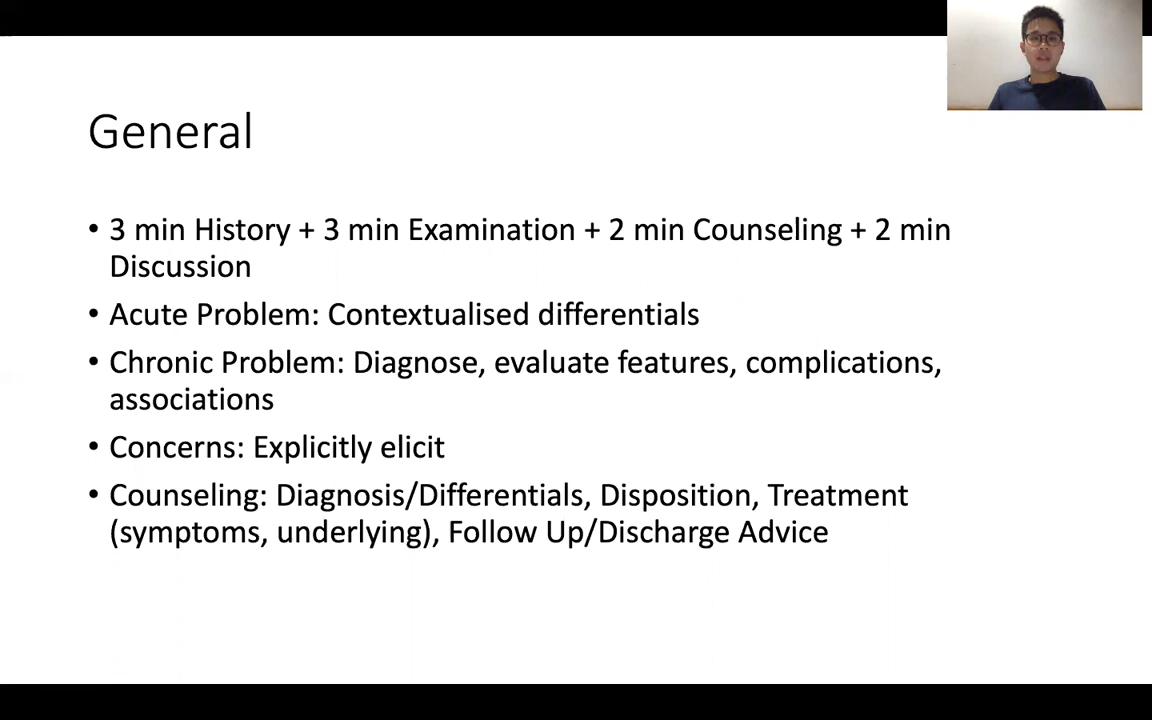 General
• 3 min History + 3 min Examination + 2 min Counseling + 2 min
Discussion
• Acute Problem: Contextualised differentials
• Chronic Problem: Diagnose, evaluate features, complications,
associations
• Concerns: Explicitly elicit
• Counseling: Diagnosis/Differentials, Disposition, Treatment
(symptoms, underlying), Follow Up/Discharge Advice